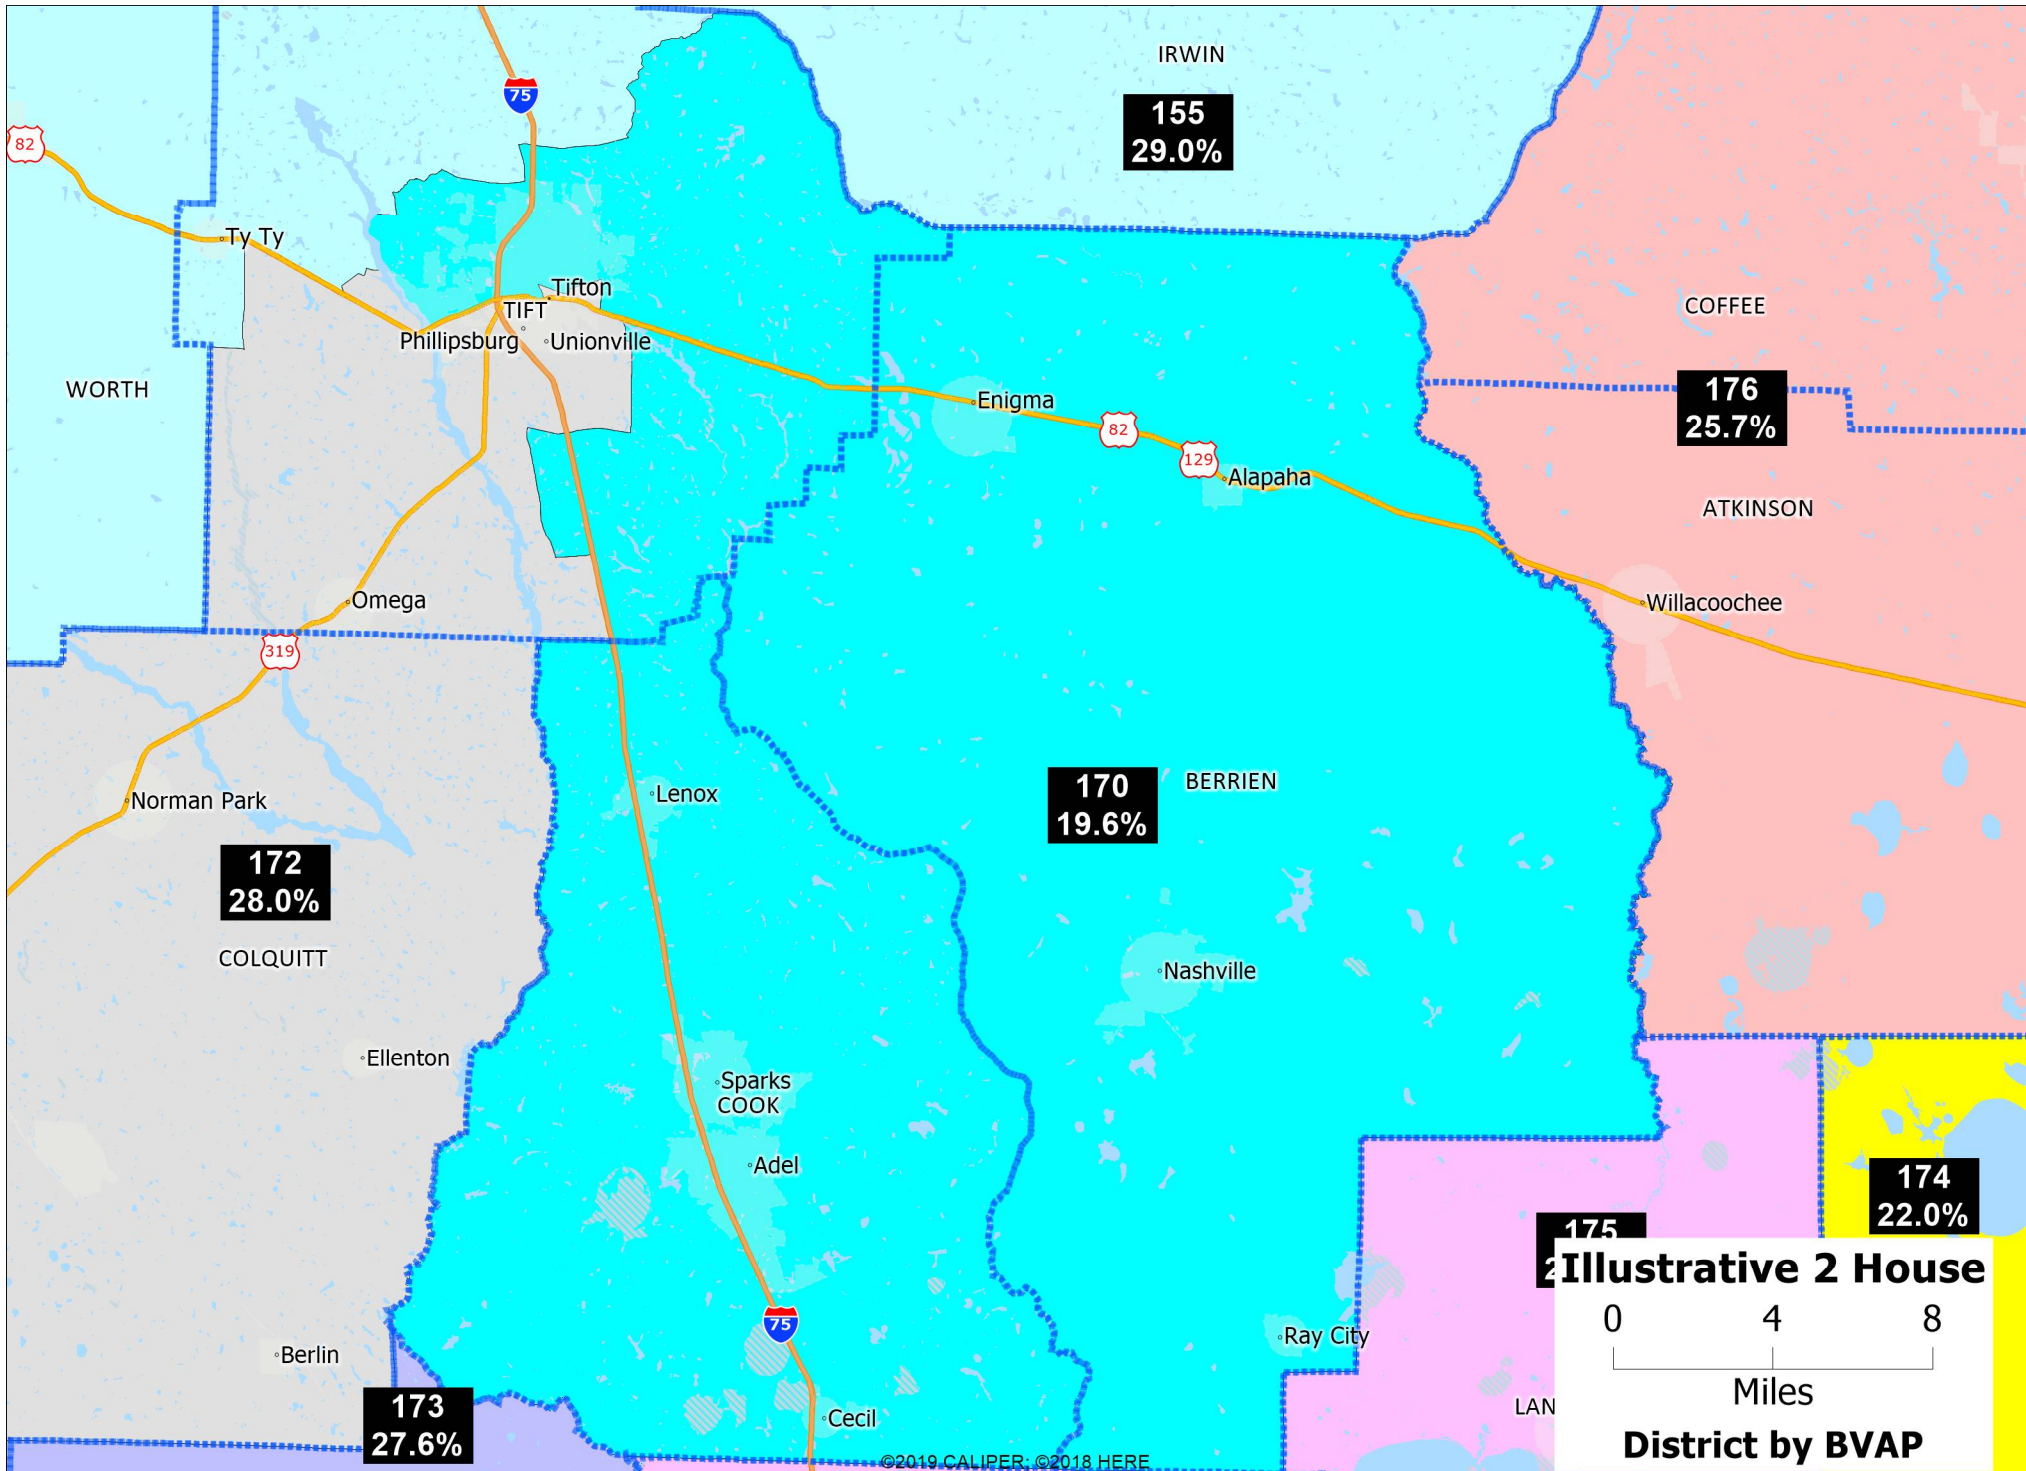 IRWIN
75
155
29.0%
82
Ty Ty
Tifton
TIFT
COFFEE
Phillipsburg
Unionville
WORTH
176
25.7%
Enigma
82
129
Alapaha
ATKINSON
Omega
Willacoochee
319
Lenox
170
19.6%
BERRIEN
Norman Park
172
28.0%
COLQUITT
Nashville
Ellenton
Sparks
COOK
Adel
174
22.0%
175
2
Illustrative 2 House
0 4 8
Miles
District by BVAP
75
Ray City
Berlin
173
27.6%
Cecil
LAN
©2019 CALIPER; ©2018 HERE